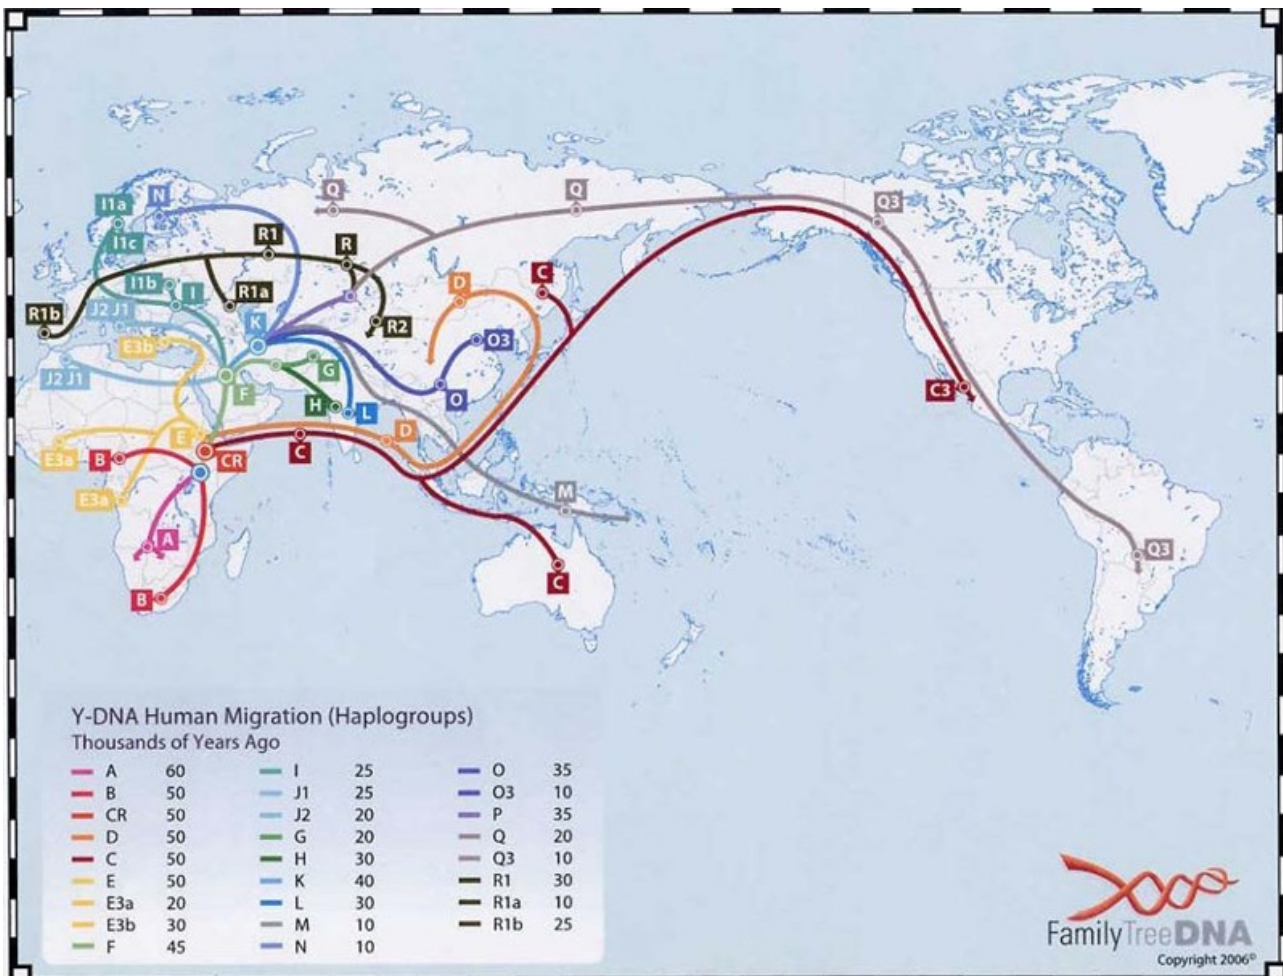 I1a
N
Q
Q
Q3
I1c
R1
R
I1b
R1a
D
C
I
R1b
J2 J1
K
R2
E3b
O3
G
J2 J1
F
H
L
O
C3
E
D
E3a
B
CR
C
E3a
M
A
Q3
C
B
Y-DNA Human Migration (Haplogroups)
Thousands of Years Ago
A 60 I 25 O 35
B 50 J1 25 O3 10
CR 50 J2 20 P 35
D 50 G 20 Q 20
C 50 H 30 Q3 10
E 50 K 40 R1 30
E3a 20 L 30 R1a 10
E3b 30 M 10 R1b 25
F 45 N 10
FamilyTreeDNA
Copyright 2006©